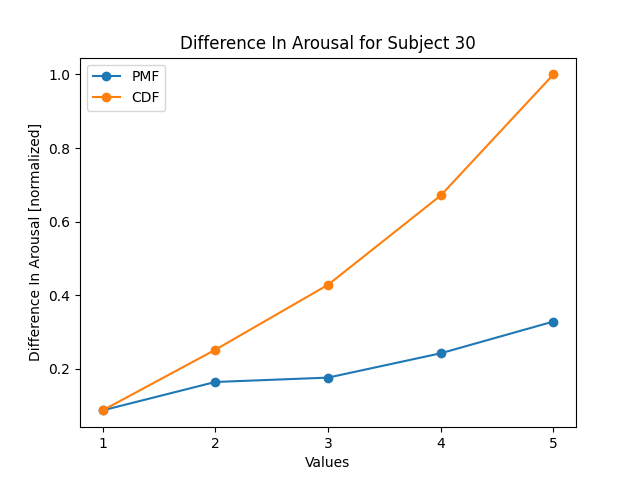 Difference In Arousal for Subject 30
PMF
CDF
Difference In Arousal [normalized]
1.0
0.8
0.6
0.4
0.2
1 2 3 4 5
Values